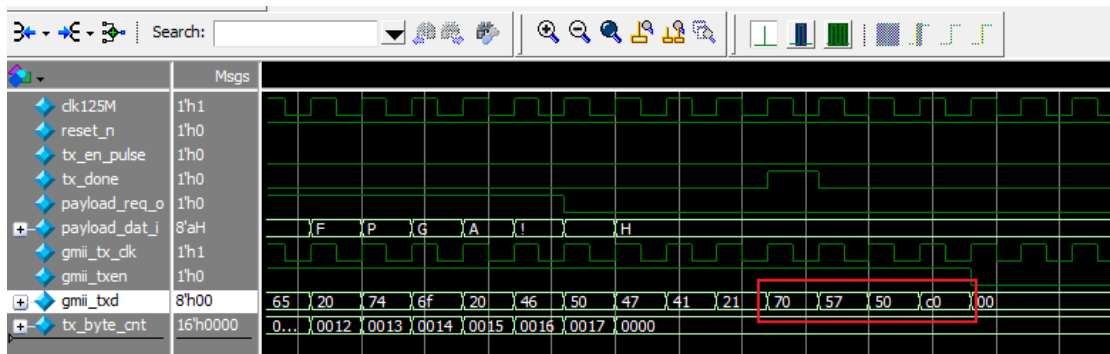 Search:
Msgs
clk125M 1'h1
reset_n 1'h0
tx_en_pulse 1'h0
tx_done 1'h0
payload_req_o 1'h0
payload_dat_i 8'aH F P G A ! H
gmii_tx_clk 1'h1
gmii_txen 1'h0
gmii_txd 8'h00 65 20 74 6f 20 46 50 47 41 21 70 57 50 c0 00
tx_byte_cnt 16'h0000 0... 0012 0013 0014 0015 0016 0017 0000